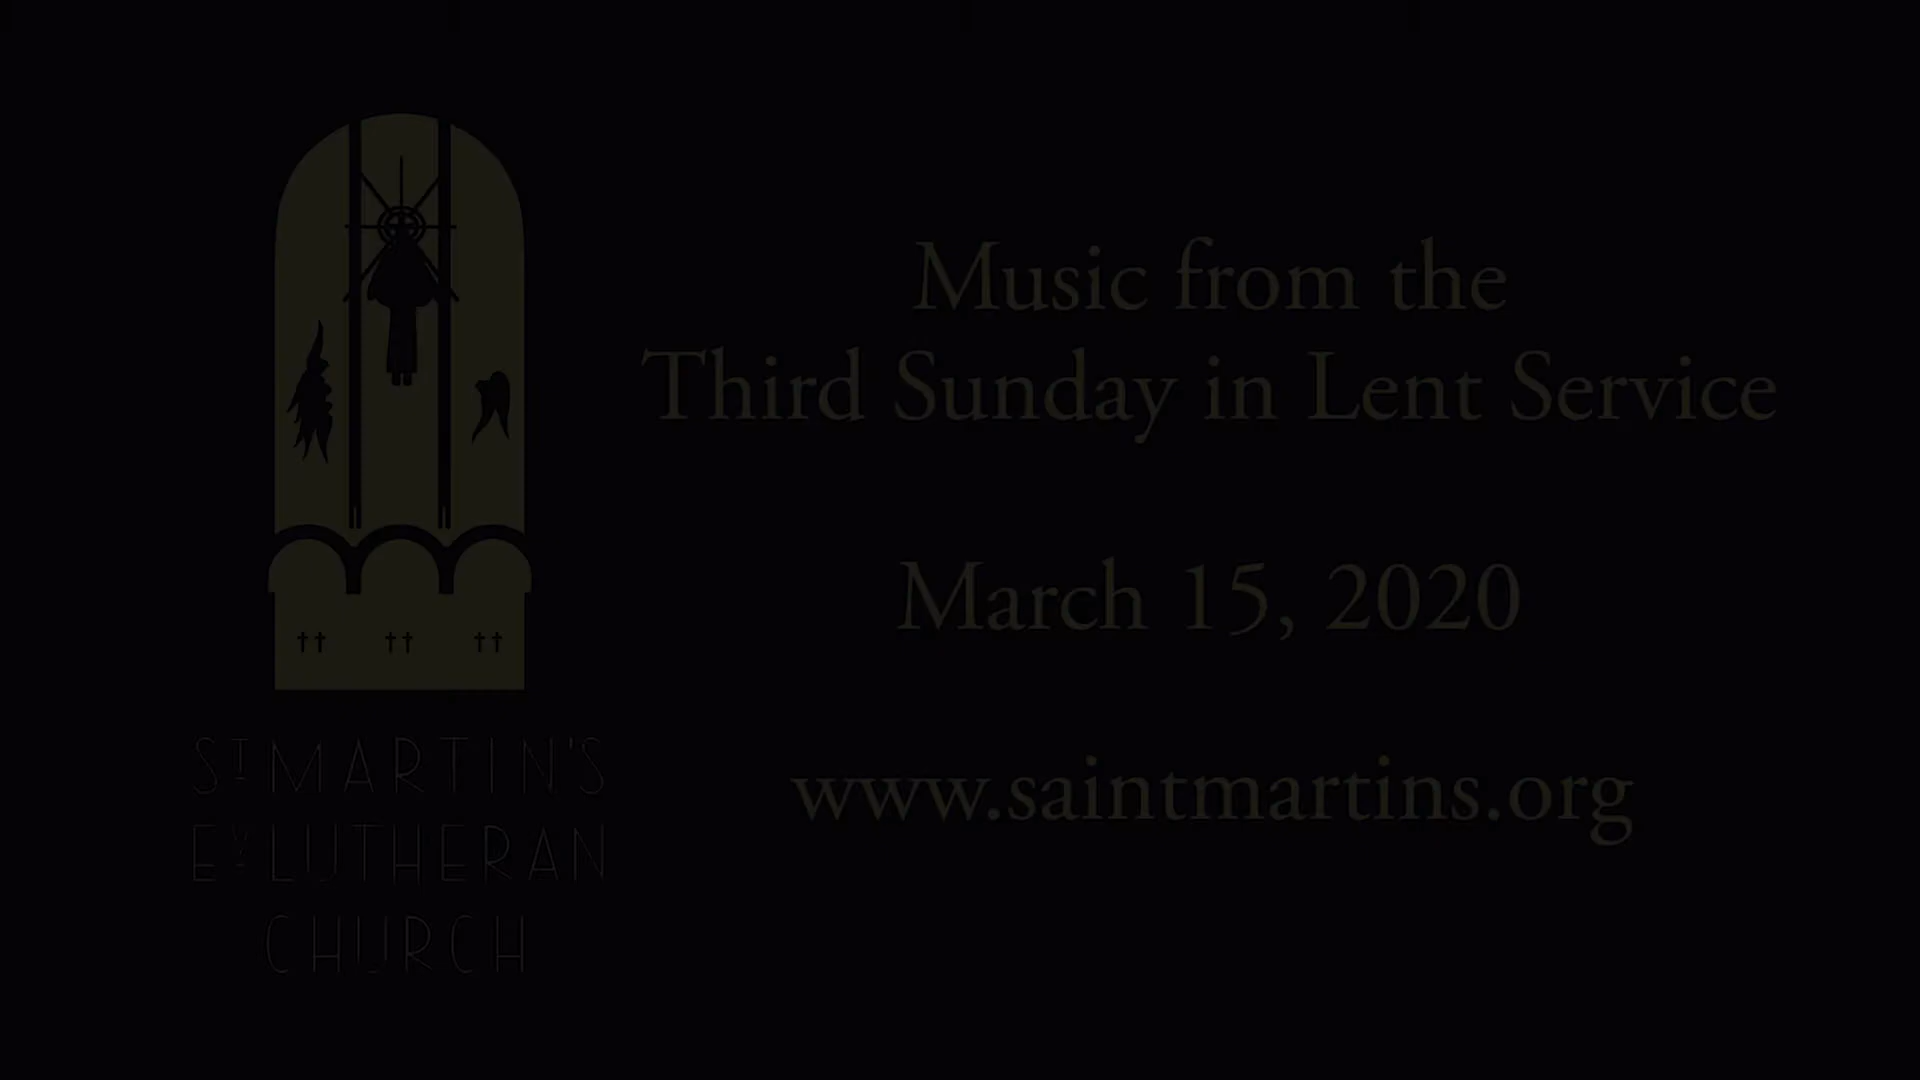 Music from the
Third Sunday in Lent Service
March 15, 2020
www.saintmartins.org
ST MARTIN'S
EV LUTHERAN
CHURCH